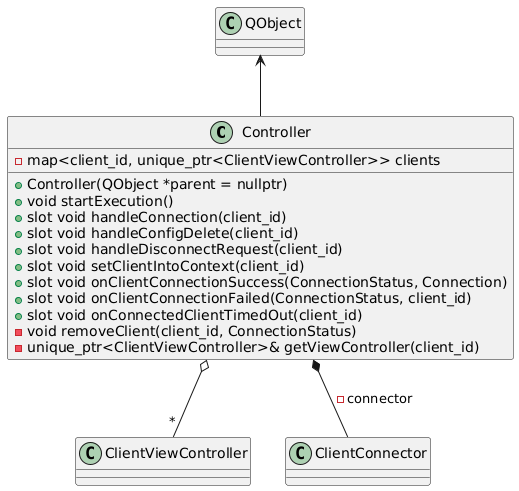 C QObject
C Controller
map<client_id, unique_ptr<ClientViewController>> clients
Controller(QObject *parent = nullptr)
void startExecution()
slot void handleConnection(client_id)
slot void handleConfigDelete(client_id)
slot void handleDisconnectRequest(client_id)
slot void setClientIntoContext(client_id)
slot void onClientConnectionSuccess(ConnectionStatus, Connection)
slot void onClientConnectionFailed(ConnectionStatus, client_id)
slot void onConnectedClientTimedOut(client_id)
void removeClient(client_id, ConnectionStatus)
unique_ptr<ClientViewController>& getViewController(client_id)
connector
*
C ClientViewController
C ClientConnector